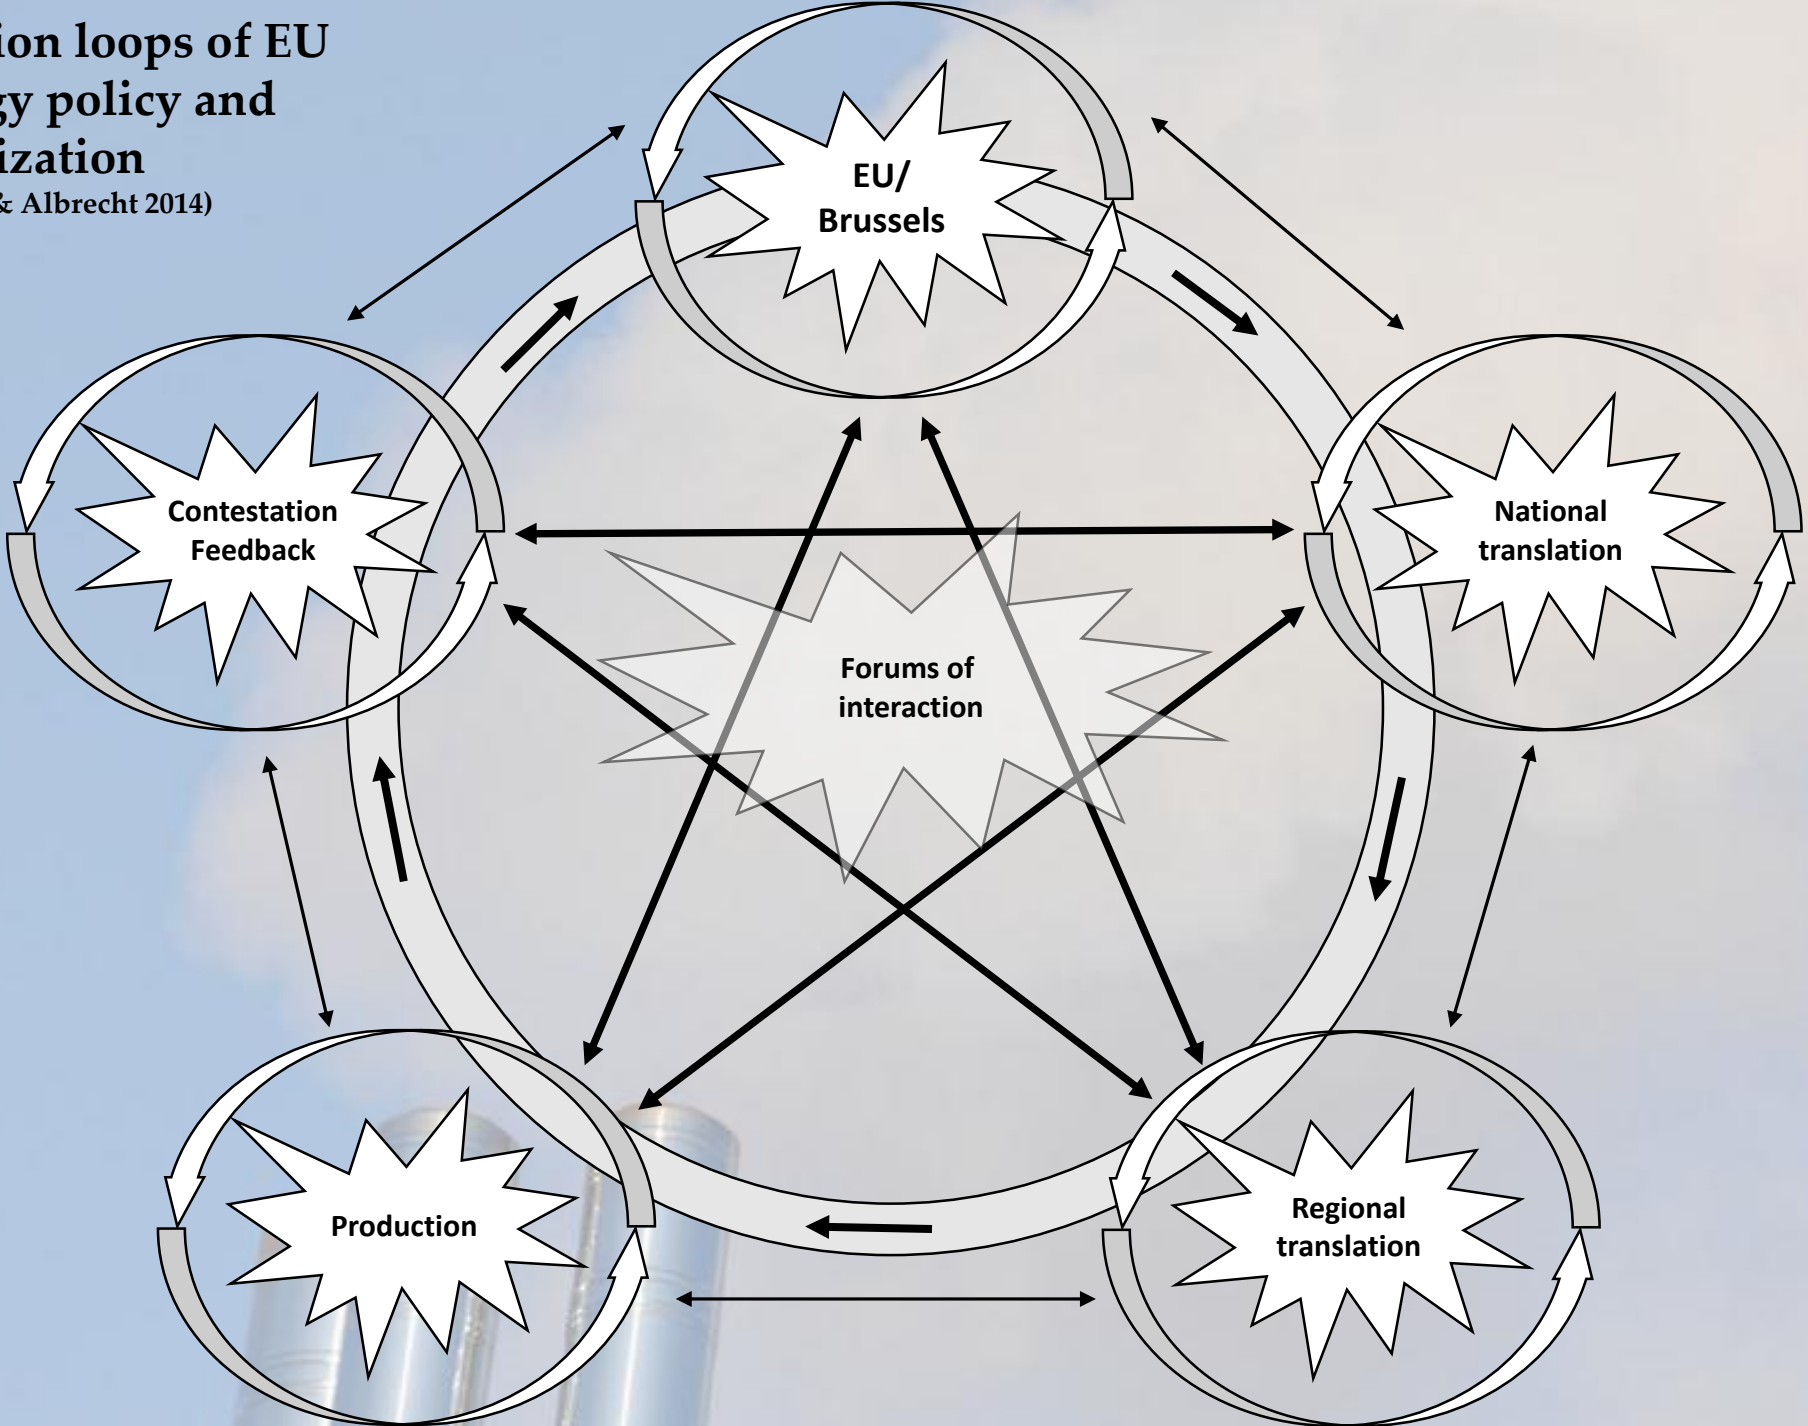 ion loops of EU
gy policy and
ization
& Albrecht 2014)
EU/
Brussels
Contestation
Feedback
National
translation
Forums of
interaction
Production
Regional
translation